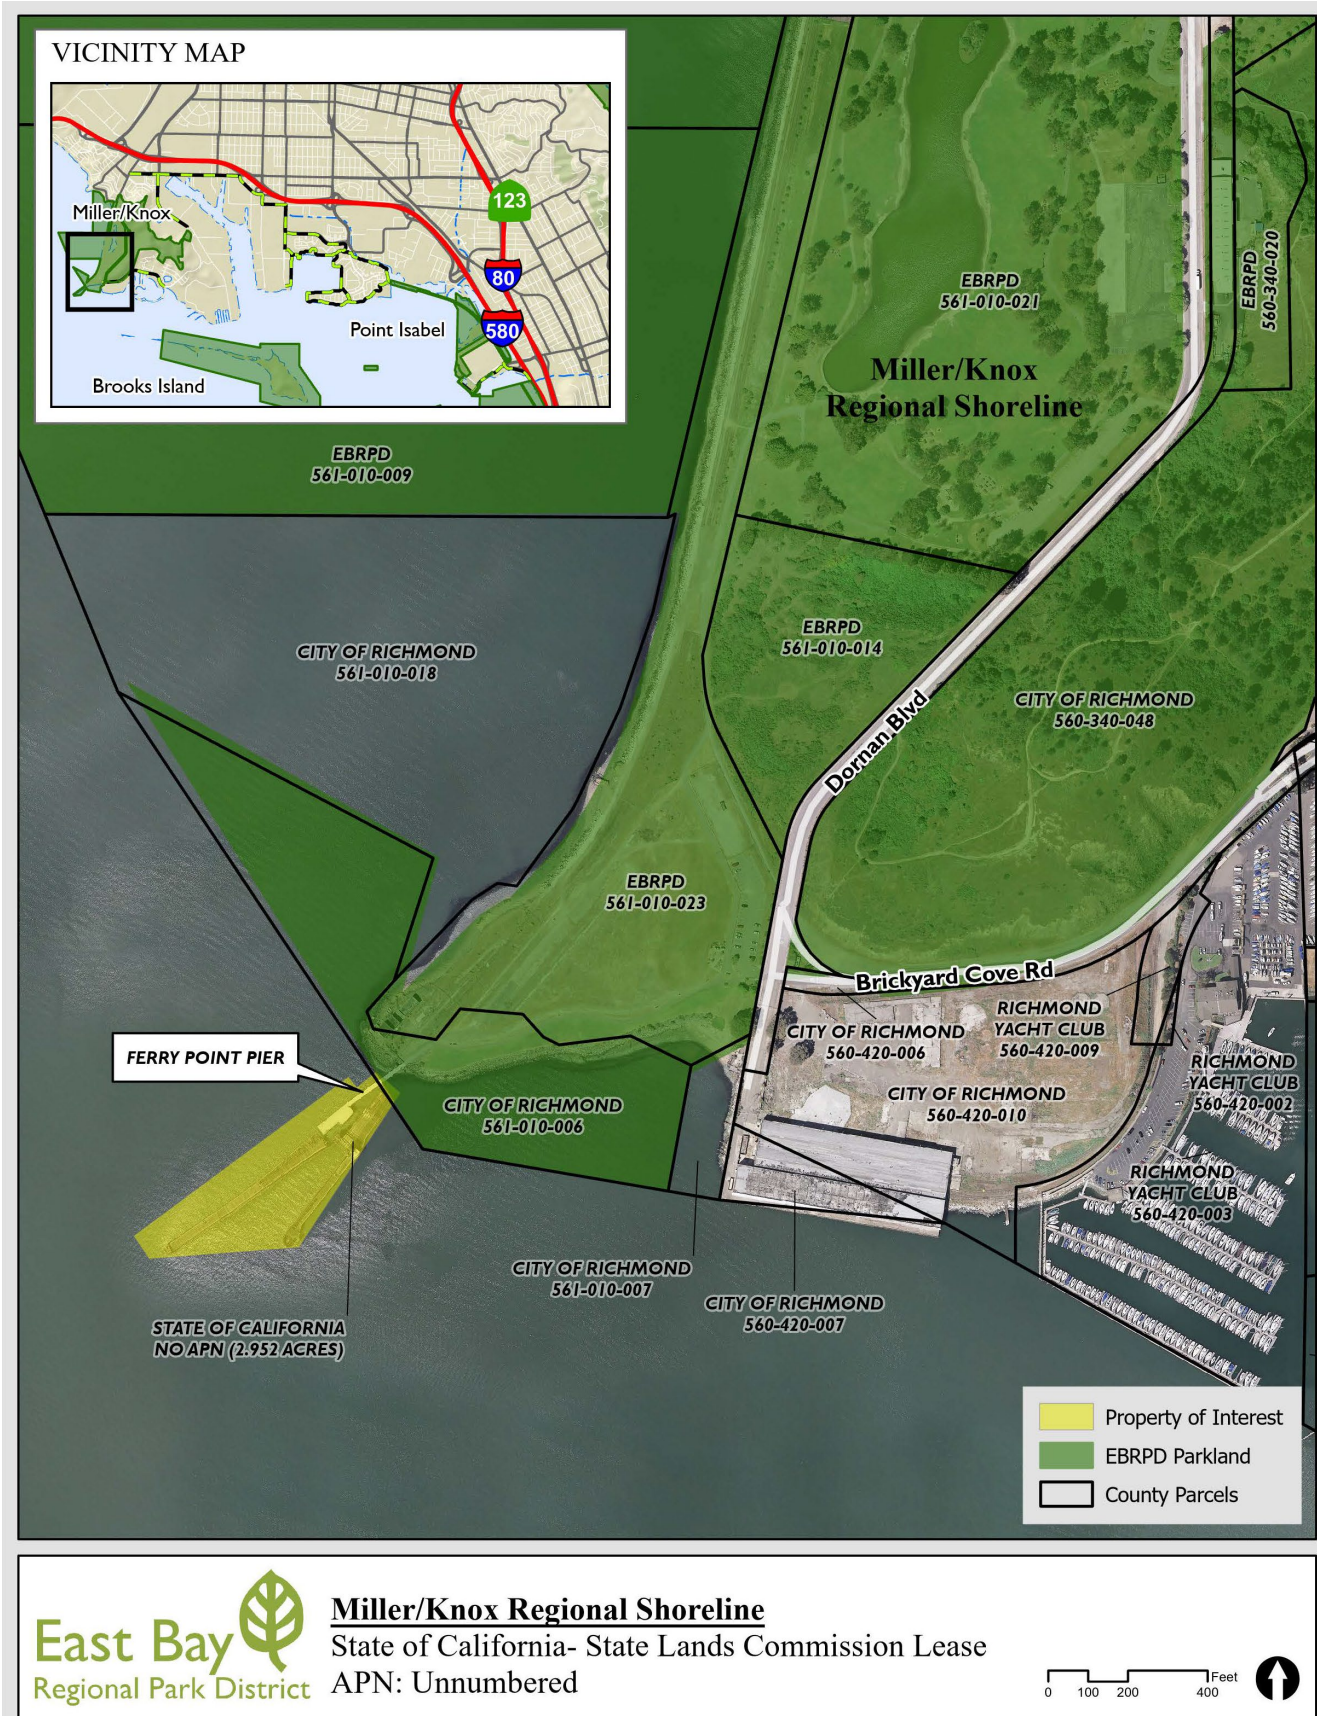 VICINITY MAP
123
Miller/Knox
80
580
Point Isabel
Brooks Island
EBRPD
561-010-021
EBRPD
560-340-020
Miller/Knox
Regional Shoreline
EBRPD
561-010-009
EBRPD
561-010-014
CITY OF RICHMOND
561-010-018
CITY OF RICHMOND
560-340-048
Dornan Blvd
EBRPD
561-010-023
Brickyard Cove Rd
CITY OF RICHMOND
560-420-006
RICHMOND
YACHT CLUB
560-420-009
FERRY POINT PIER
RICHMOND
YACHT CLUB
560-420-002
CITY OF RICHMOND
561-010-006
CITY OF RICHMOND
560-420-010
RICHMOND
YACHT CLUB
560-420-003
CITY OF RICHMOND
561-010-007
CITY OF RICHMOND
560-420-007
STATE OF CALIFORNIA
NO APN (2.952 ACRES)
Property of Interest
EBRPD Parkland
County Parcels
East Bay
Regional Park District
Miller/Knox Regional Shoreline
State of California- State Lands Commission Lease
APN: Unnumbered
Feet
0 100 200 400